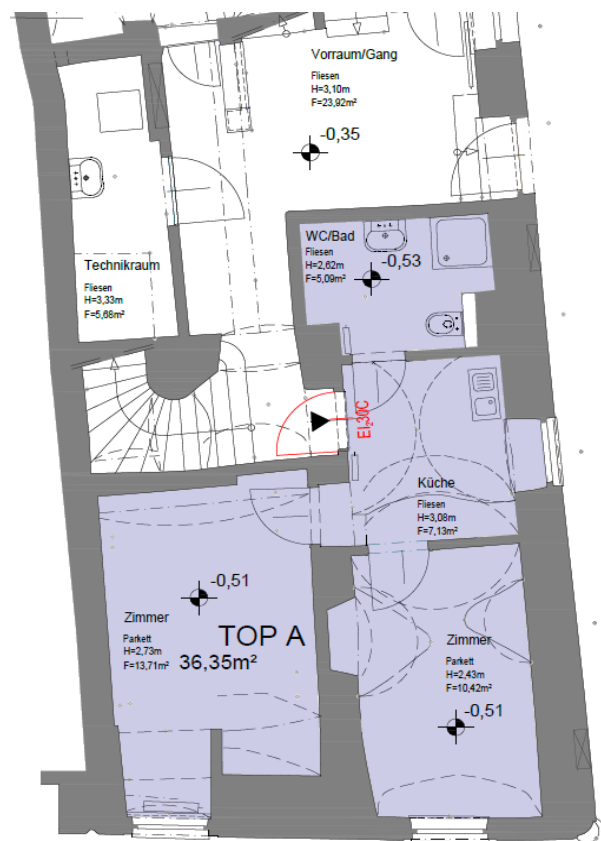 Vorraum/Gang
Fliesen
H=3,10m
F=23,92m²
-0,35
WC/Bad
Fliesen
H=2,62m
F=5,09m²
-0,53
Technikraum
Fliesen
H=3,33m
F=5,68m²
EI₂30C
Küche
Fliesen
H=3,08m
F=7,13m²
-0,51
Zimmer
Parkett
H=2,73m
F=13,71m²
TOP A
36,35m²
Zimmer
Parkett
H=2,43m
F=10,42m²
-0,51